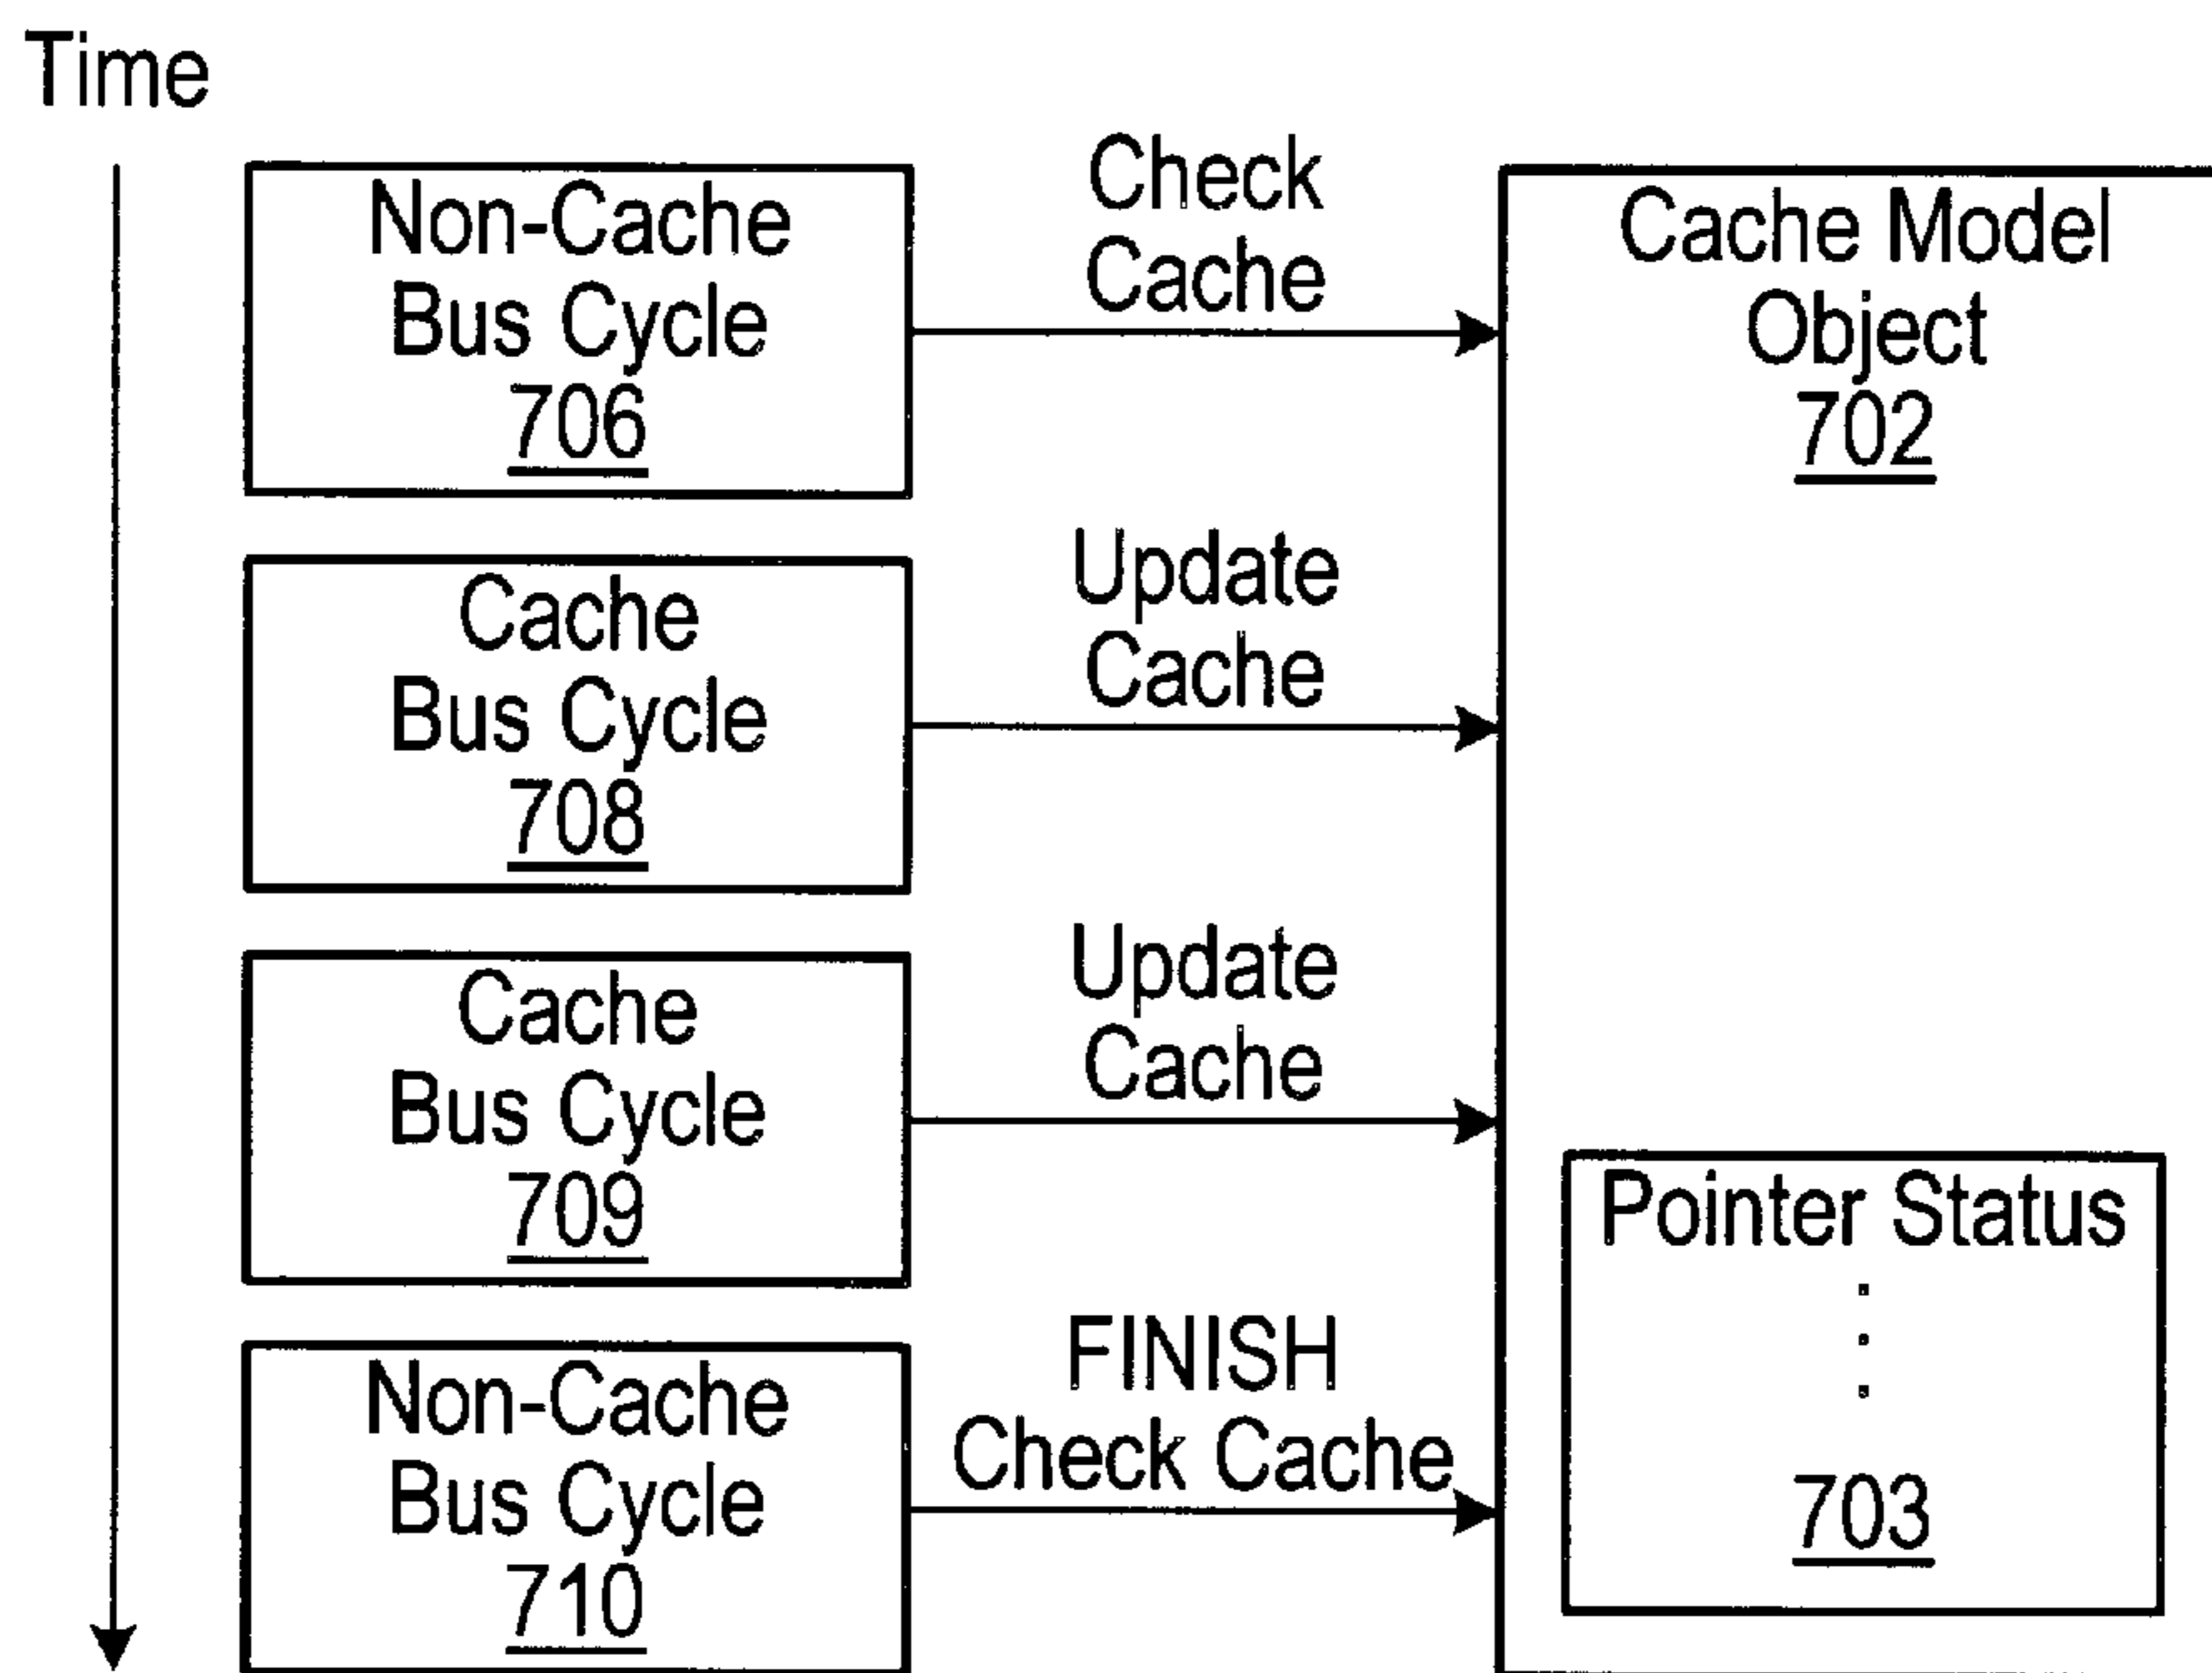 Time
Non-Cache
Bus Cycle
706
Check
Cache
Cache Model
Object
702
Cache
Bus Cycle
708
Update
Cache
Cache
Bus Cycle
709
Update
Cache
Pointer Status
703
Non-Cache
Bus Cycle
710
FINISH
Check Cache